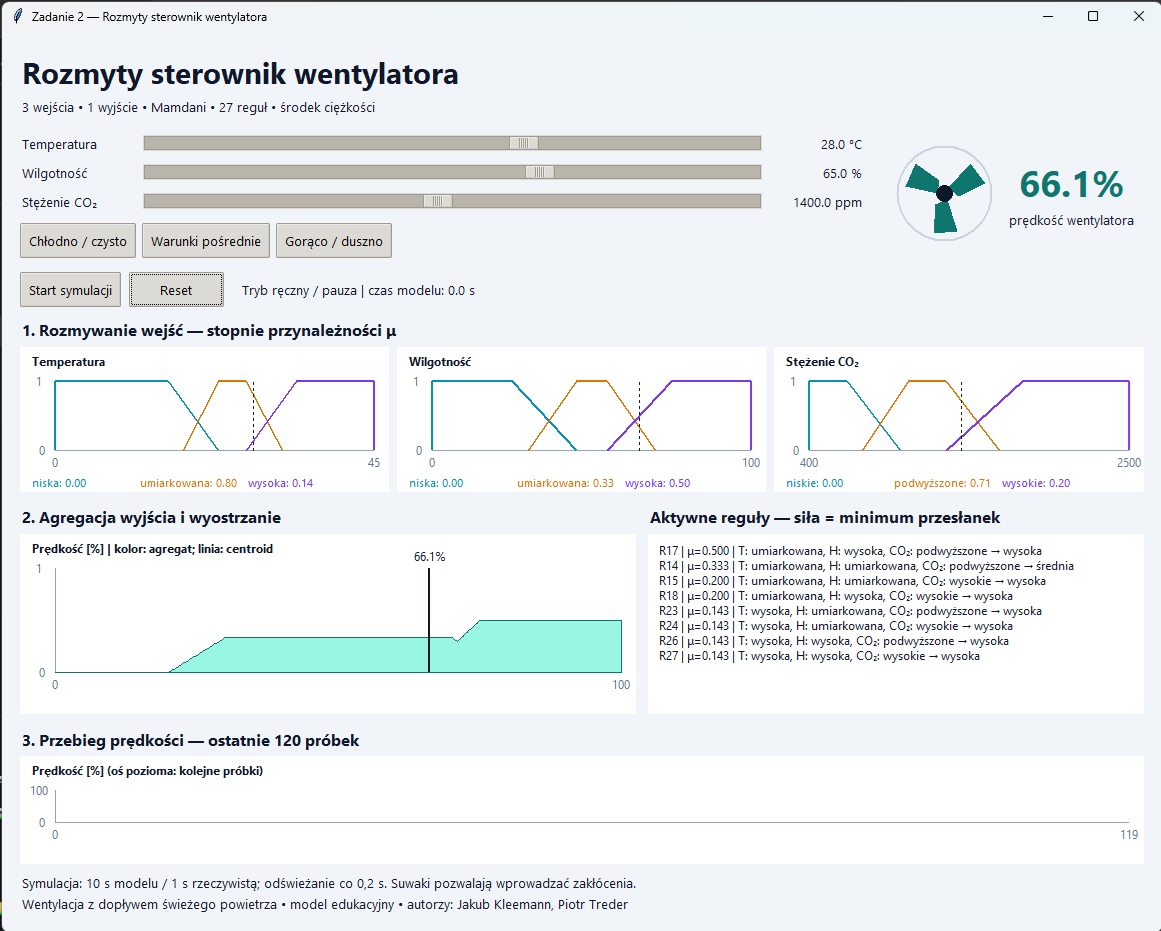 Zadanie 2 — Rozmyty sterownik wentylatora
Rozmyty sterownik wentylatora
3 wejścia • 1 wyjście • Mamdani • 27 reguł • środek ciężkości
Temperatura 28.0 °C
Wilgotność 65.0 %
Stężenie CO₂ 1400.0 ppm
66.1%
prędkość wentylatora
Chłodno / czysto Warunki pośrednie Gorąco / duszno
Start symulacji Reset Tryb ręczny / pauza | czas modelu: 0.0 s
1. Rozmywanie wejść — stopnie przynależności μ
Temperatura
1
0
0 45
niska: 0.00 umiarkowana: 0.80 wysoka: 0.14
Wilgotność
1
0
0 100
niska: 0.00 umiarkowana: 0.33 wysoka: 0.50
Stężenie CO₂
1
0
400 2500
niskie: 0.00 podwyższone: 0.71 wysokie: 0.20
2. Agregacja wyjścia i wyostrzanie
Prędkość [%] | kolor: agregat; linia: centroid
66.1%
1
0
0 100
Aktywne reguły — siła = minimum przesłanek
R17 | μ=0.500 | T: umiarkowana, H: wysoka, CO₂: podwyższone → wysoka
R14 | μ=0.333 | T: umiarkowana, H: umiarkowana, CO₂: podwyższone → średnia
R15 | μ=0.200 | T: umiarkowana, H: umiarkowana, CO₂: wysokie → wysoka
R18 | μ=0.200 | T: umiarkowana, H: wysoka, CO₂: wysokie → wysoka
R23 | μ=0.143 | T: wysoka, H: umiarkowana, CO₂: podwyższone → wysoka
R24 | μ=0.143 | T: wysoka, H: umiarkowana, CO₂: wysokie → wysoka
R26 | μ=0.143 | T: wysoka, H: wysoka, CO₂: podwyższone → wysoka
R27 | μ=0.143 | T: wysoka, H: wysoka, CO₂: wysokie → wysoka
3. Przebieg prędkości — ostatnie 120 próbek
Prędkość [%] (oś pozioma: kolejne próbki)
100
0
0 119
Symulacja: 10 s modelu / 1 s rzeczywistą; odświeżanie co 0,2 s. Suwaki pozwalają wprowadzać zakłócenia.
Wentylacja z dopływem świeżego powietrza • model edukacyjny • autorzy: Jakub Kleemann, Piotr Treder